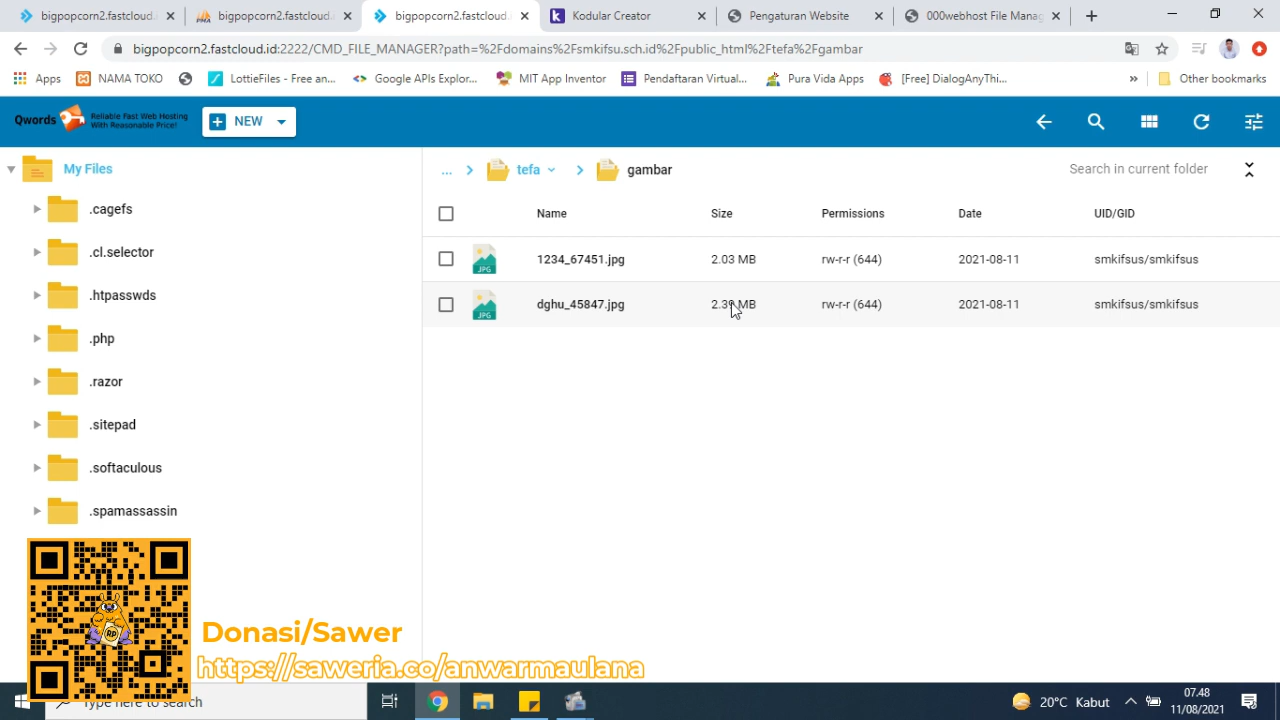 bigpopcorn2.fastcloud.
bigpopcorn2.fastcloud.
bigpopcorn2.fastcloud.
Kodular Creator
Pengaturan Website
000webhost File Manag
bigpopcorn2.fastcloud.id:2222/CMD_FILE_MANAGER?path=%2Fdomains%2Fsmkifsu.sch.id%2Fpublic_html%2Ftefa%2Fgambar
Apps
NAMA TOKO
LottieFiles - Free an...
Google APIs Explor...
MIT App Inventor
Pendaftaran Virtual...
Pura Vida Apps
[Free] DialogAnyThi...
»
Other bookmarks
Qwords
Reliable Fast Web Hosting
With Reasonable Price!
NEW
My Files
... tefa gambar
Search in current folder
.cagefs
.cl.selector
.htpasswds
.php
.razor
.sitepad
.softaculous
.spamassassin
Name Size Permissions Date UID/GID
JPG 1234_67451.jpg 2.03 MB rw-r-r (644) 2021-08-11 smkifsus/smkifsus
JPG dghu_45847.jpg 2.39 MB rw-r-r (644) 2021-08-11 smkifsus/smkifsus
RP
Donasi/Sawer
https://saweria.co/anwarmaulana
Type here to search
20°C Kabut
07.48
11/08/2021